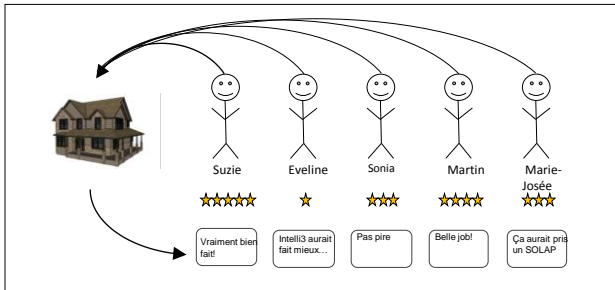 Suzie
Eveline
Sonia
Martin
Marie-
Josée
Vraiment bien
fait!
Intelli3 aurait
fait mieux...
Pas pire
Belle job!
Ça aurait pris
un SOLAP